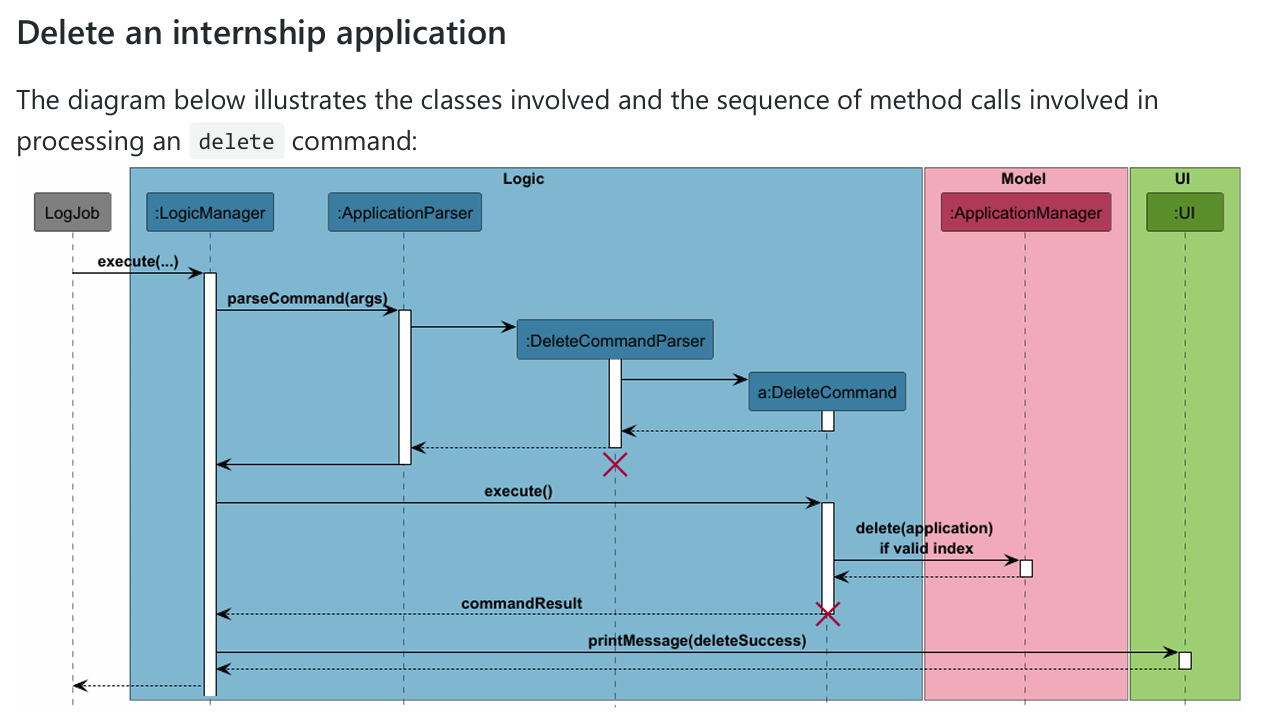 Delete an internship application
The diagram below illustrates the classes involved and the sequence of method calls involved in
processing an delete command:
Logic
Model
UI
LogJob
:LogicManager
:ApplicationParser
:ApplicationManager
:UI
execute(...)
parseCommand(args)
:DeleteCommandParser
a:DeleteCommand
execute()
delete(application)
if valid index
commandResult
printMessage(deleteSuccess)